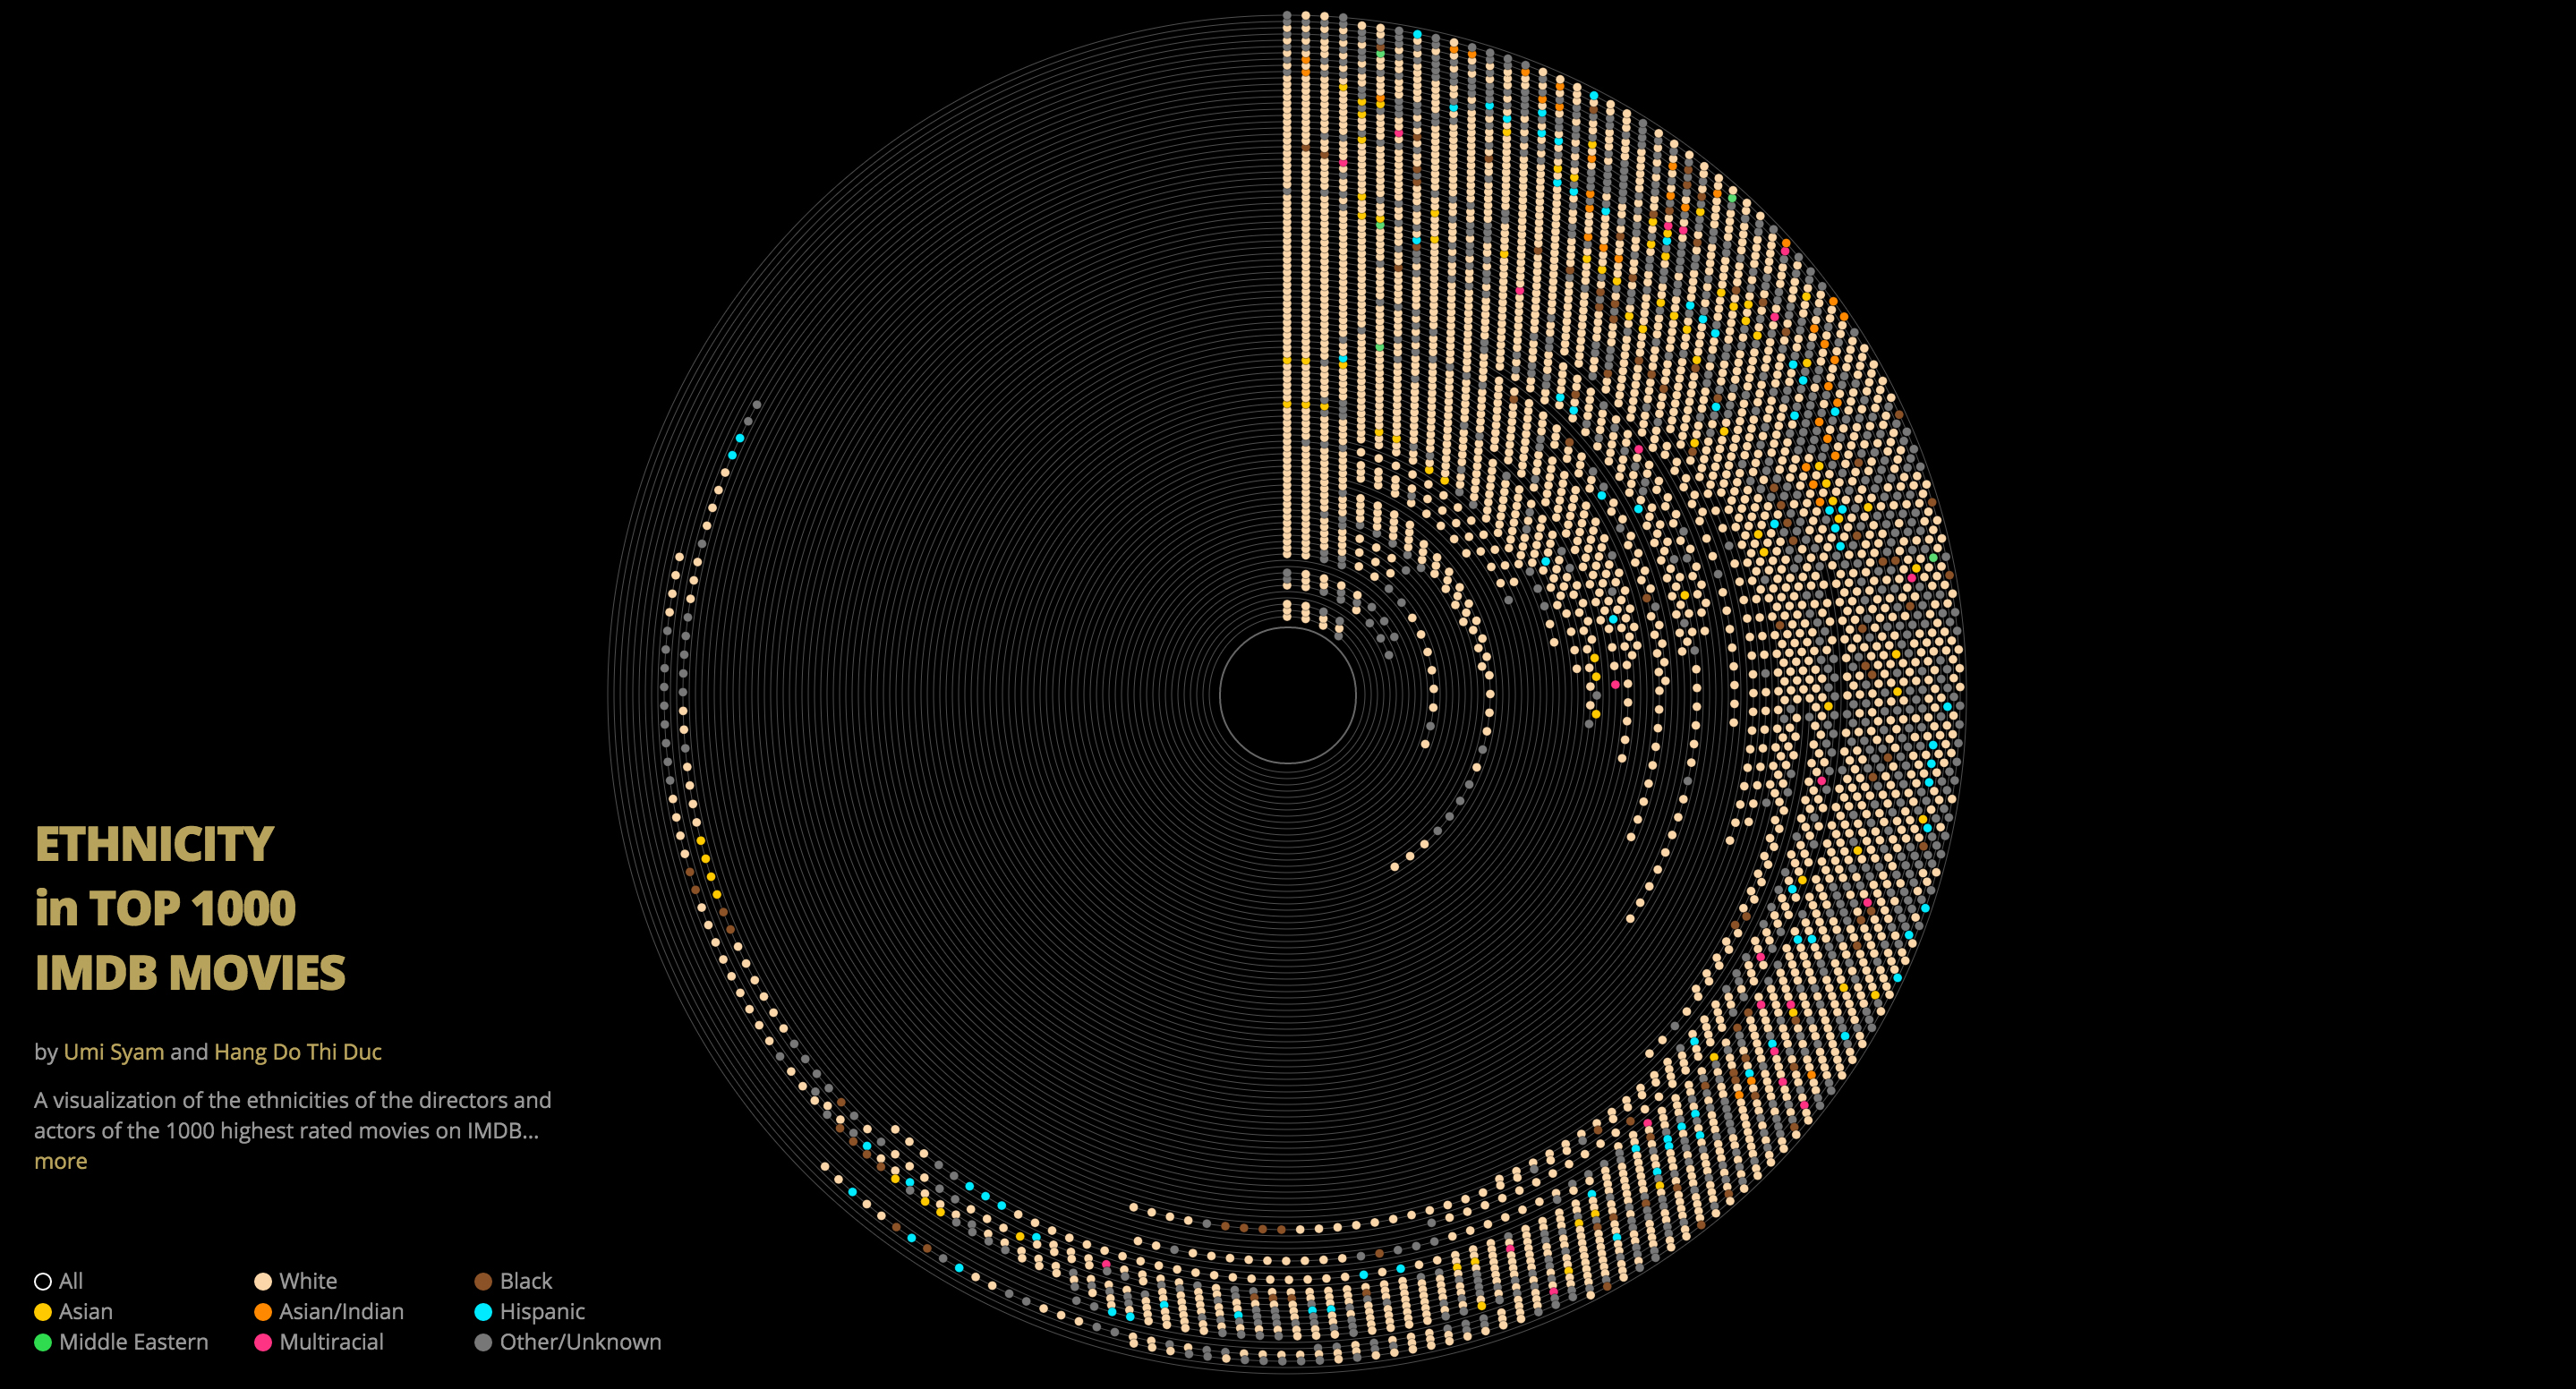 ETHNICITY
in TOP 1000
IMDB MOVIES
by Umi Syam and Hang Do Thi Duc
A visualization of the ethnicities of the directors and
actors of the 1000 highest rated movies on IMDB...
more
All White Black
Asian Asian/Indian Hispanic
Middle Eastern Multiracial Other/Unknown